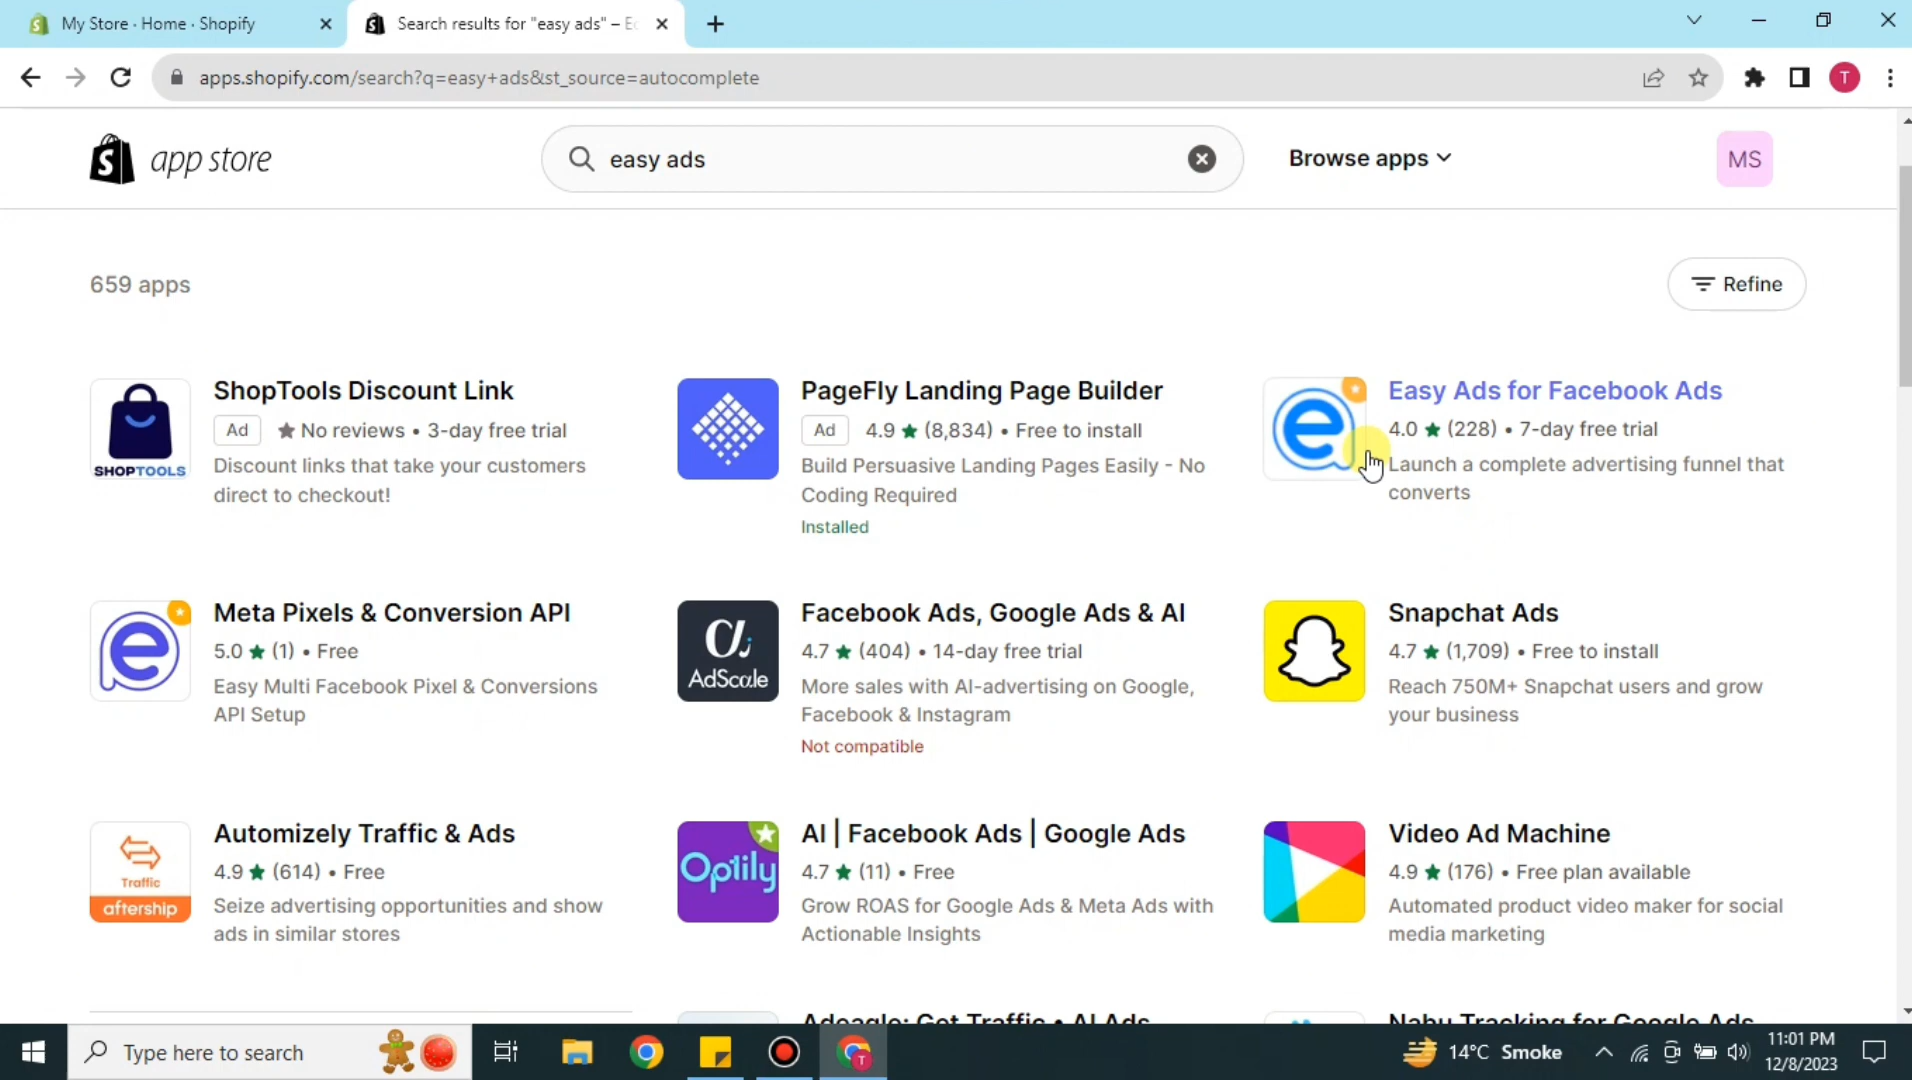 My Store · Home · Shopify
Search results for "easy ads" – Ec
apps.shopify.com/search?q=easy+ads&st_source=autocomplete
T
app store
easy ads
Browse apps
MS
659 apps
Refine
SHOPTOOLS
ShopTools Discount Link
Ad ★ No reviews • 3-day free trial
Discount links that take your customers
direct to checkout!
PageFly Landing Page Builder
Ad 4.9 ★ (8,834) • Free to install
Build Persuasive Landing Pages Easily - No
Coding Required
Installed
Easy Ads for Facebook Ads
4.0 ★ (228) • 7-day free trial
Launch a complete advertising funnel that
converts
Meta Pixels & Conversion API
5.0 ★ (1) • Free
Easy Multi Facebook Pixel & Conversions
API Setup
AdScale
Facebook Ads, Google Ads & AI
4.7 ★ (404) • 14-day free trial
More sales with AI-advertising on Google,
Facebook & Instagram
Not compatible
Snapchat Ads
4.7 ★ (1,709) • Free to install
Reach 750M+ Snapchat users and grow
your business
Traffic
aftership
Automizely Traffic & Ads
4.9 ★ (614) • Free
Seize advertising opportunities and show
ads in similar stores
Optily
AI | Facebook Ads | Google Ads
4.7 ★ (11) • Free
Grow ROAS for Google Ads & Meta Ads with
Actionable Insights
Video Ad Machine
4.9 ★ (176) • Free plan available
Automated product video maker for social
media marketing
Adeagle: Get Traffic • AI Ads
Nabu Tracking for Google Ads
Type here to search
T
14°C Smoke
11:01 PM
12/8/2023